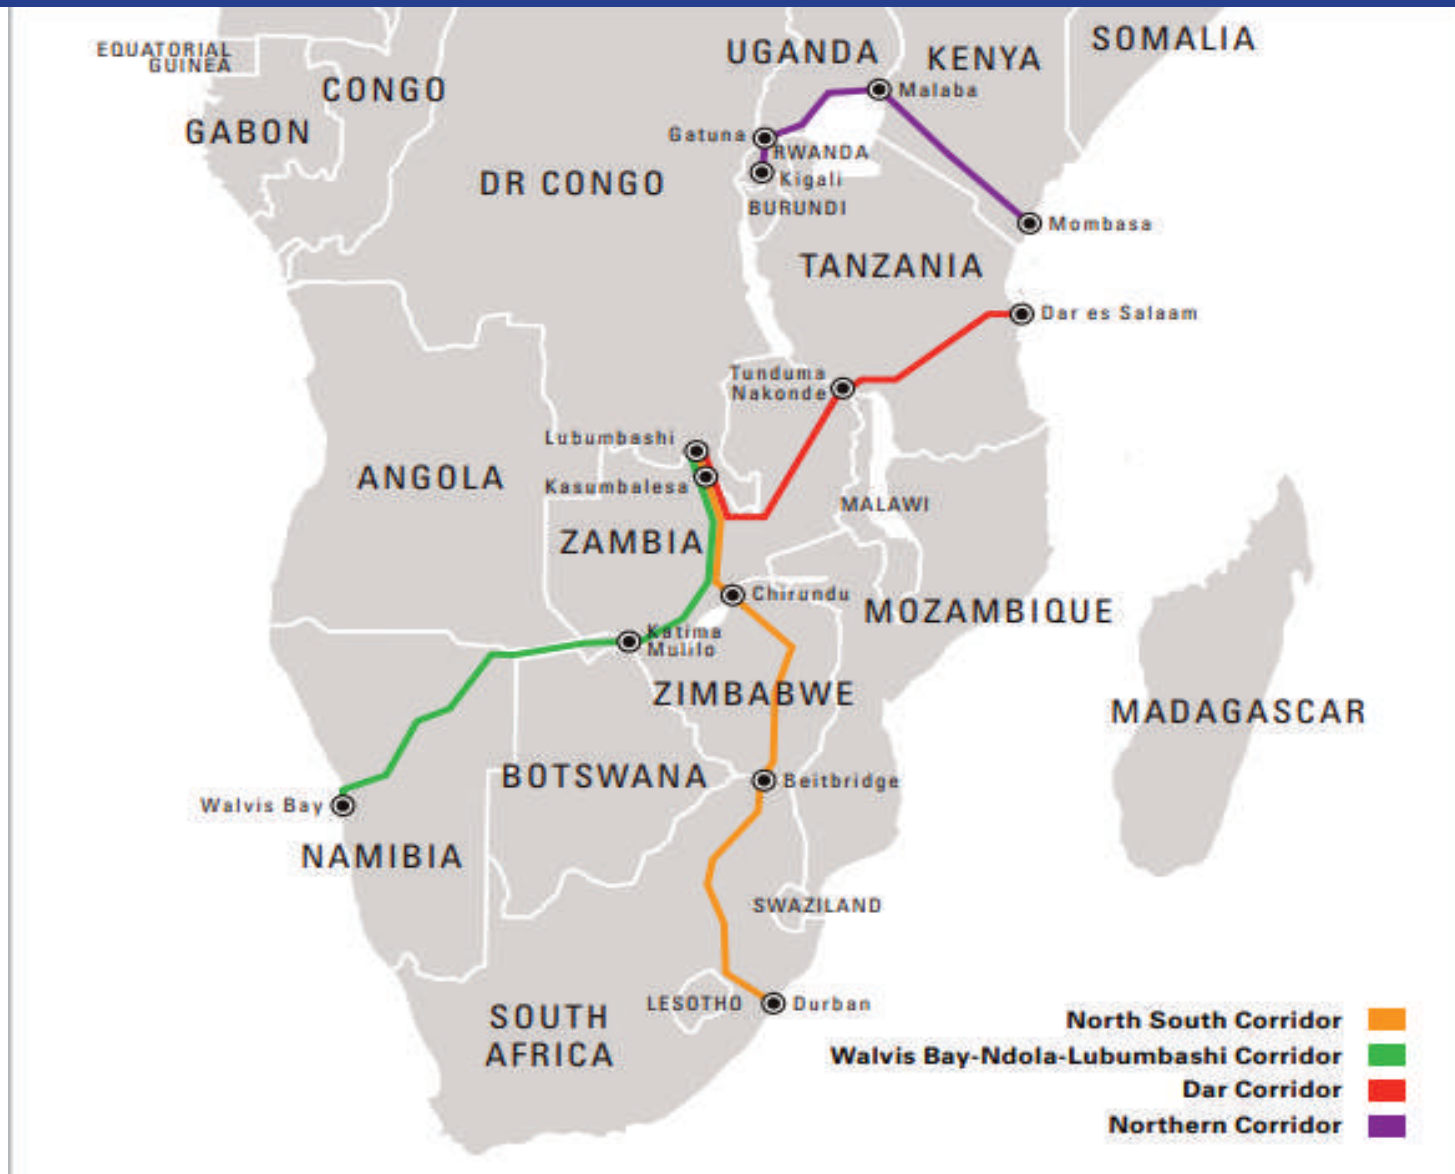 SOMALIA
UGANDA
KENYA
EQUATORIAL
GUINEA
CONGO
Malaba
GABON
Gatuna
RWANDA
DR CONGO
Kigali
BURUNDI
Mombasa
TANZANIA
Dar es Salaam
Tunduma
Nakonde
Lubumbashi
ANGOLA
Kasumbalesa
MALAWI
ZAMBIA
Chirundu
MOZAMBIQUE
Katima
Mulilo
ZIMBABWE
MADAGASCAR
BOTSWANA
Beitbridge
Walvis Bay
NAMIBIA
SWAZILAND
LESOTHO
Durban
SOUTH
AFRICA
North South Corridor
Walvis Bay-Ndola-Lubumbashi Corridor
Dar Corridor
Northern Corridor